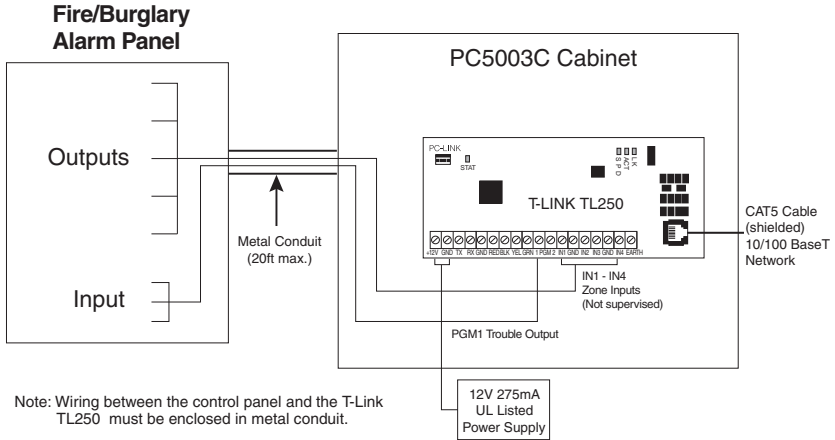 Fire/Burglary
Alarm Panel
PC5003C Cabinet
Outputs
Input
Metal Conduit
(20ft max.)
PC-LINK
STAT
SPD
ACT
LK
T-LINK TL250
+12V GND TX RX GND RED BLK YEL GRN 1 PGM 2 IN1 GND IN2 IN3 GND IN4 EARTH
CAT5 Cable
(shielded)
10/100 BaseT
Network
IN1 - IN4
Zone Inputs
(Not supervised)
PGM1 Trouble Output
12V 275mA
UL Listed
Power Supply
Note: Wiring between the control panel and the T-Link
TL250 must be enclosed in metal conduit.